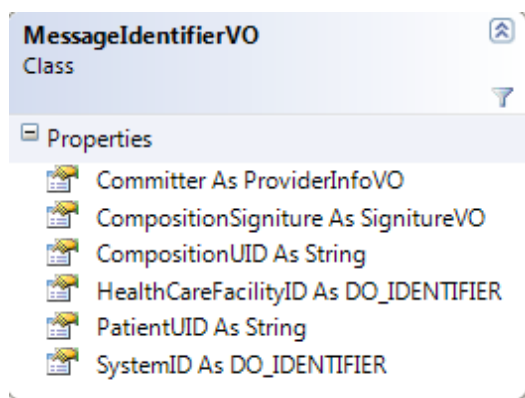 MessageIdentifierVO
Class
Properties
Committer As ProviderInfoVO
CompositionSigniture As SignitureVO
CompositionUID As String
HealthCareFacilityID As DO_IDENTIFIER
PatientUID As String
SystemID As DO_IDENTIFIER